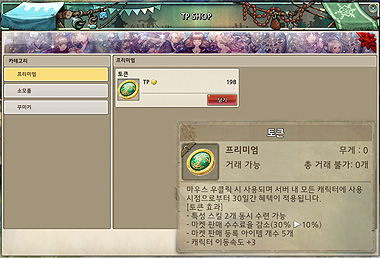 TP SHOP
카테고리
프리미엄
소모품
꾸미기
프리미엄
토큰
TP 198
담기
토큰
프리미엄 무게 : 0
거래 가능 총 거래 불가: 0개
마우스 우클릭 시 사용되며 서버 내 모든 캐릭터에 사용
시점으로부터 30일간 혜택이 적용됩니다.
[토큰 효과]
- 특성 스킬 2개 동시 수련 가능
- 마켓 판매 수수료율 감소(30% ▶10%)
- 마켓 판매 등록 아이템 개수 5개
- 캐릭터 이동속도 +3